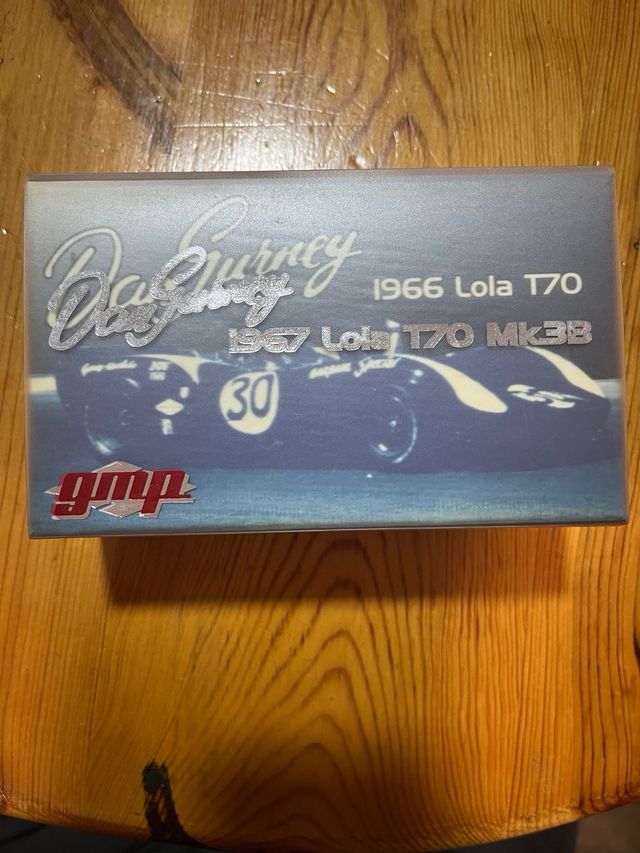 Dan Gurney
1966 Lola T70
Dan Gurney
1967 Lola T70 Mk3B
30
gmp